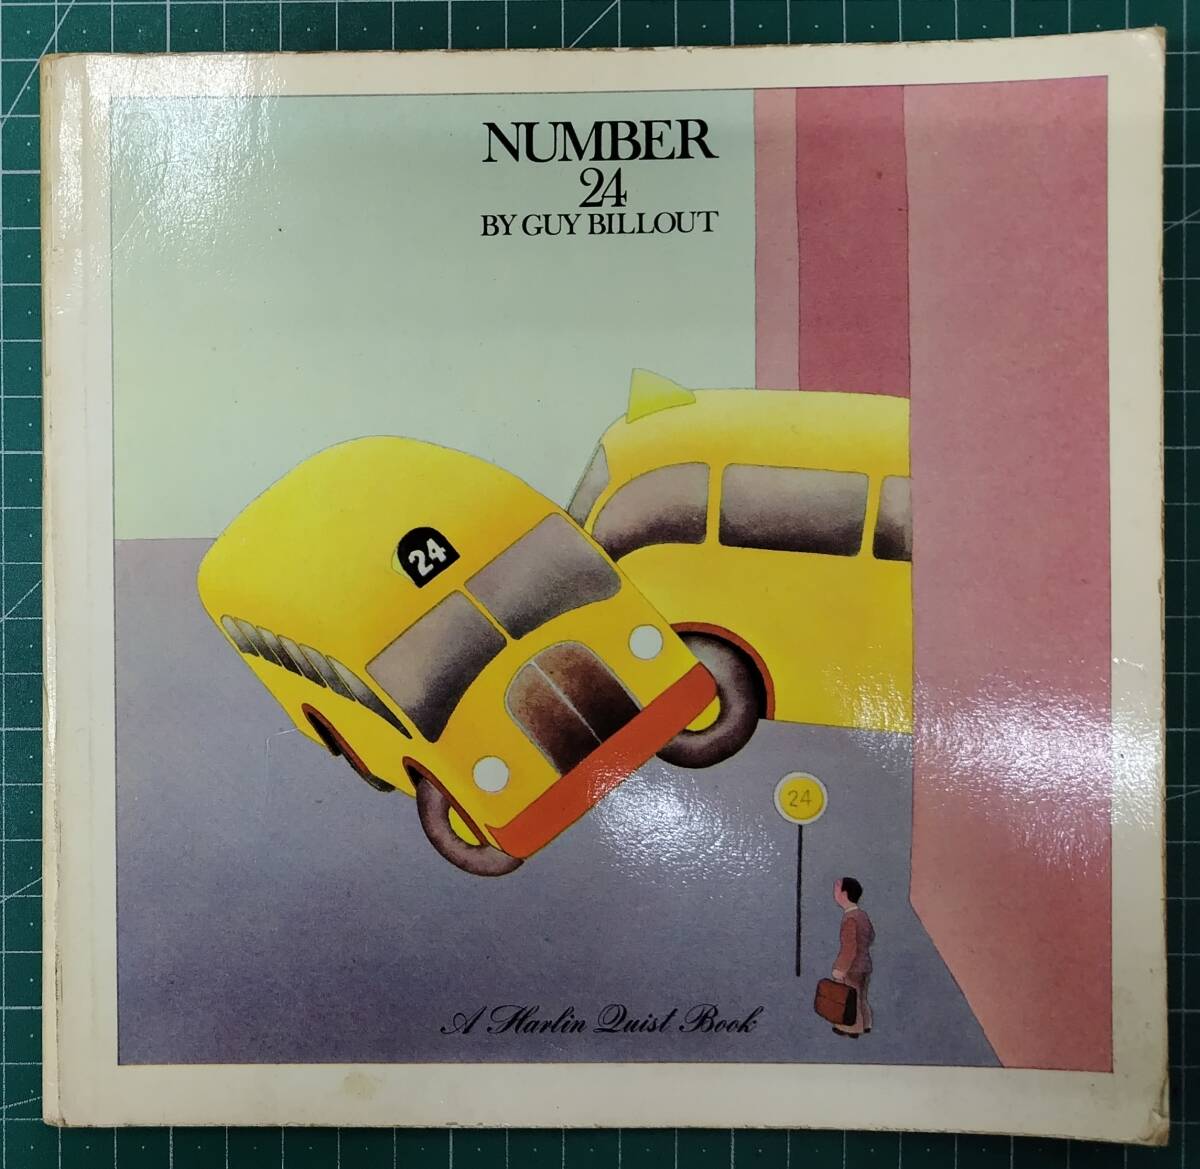 NUMBER
24
BY GUY BILLOUT
24
24
A Harlin Quist Book